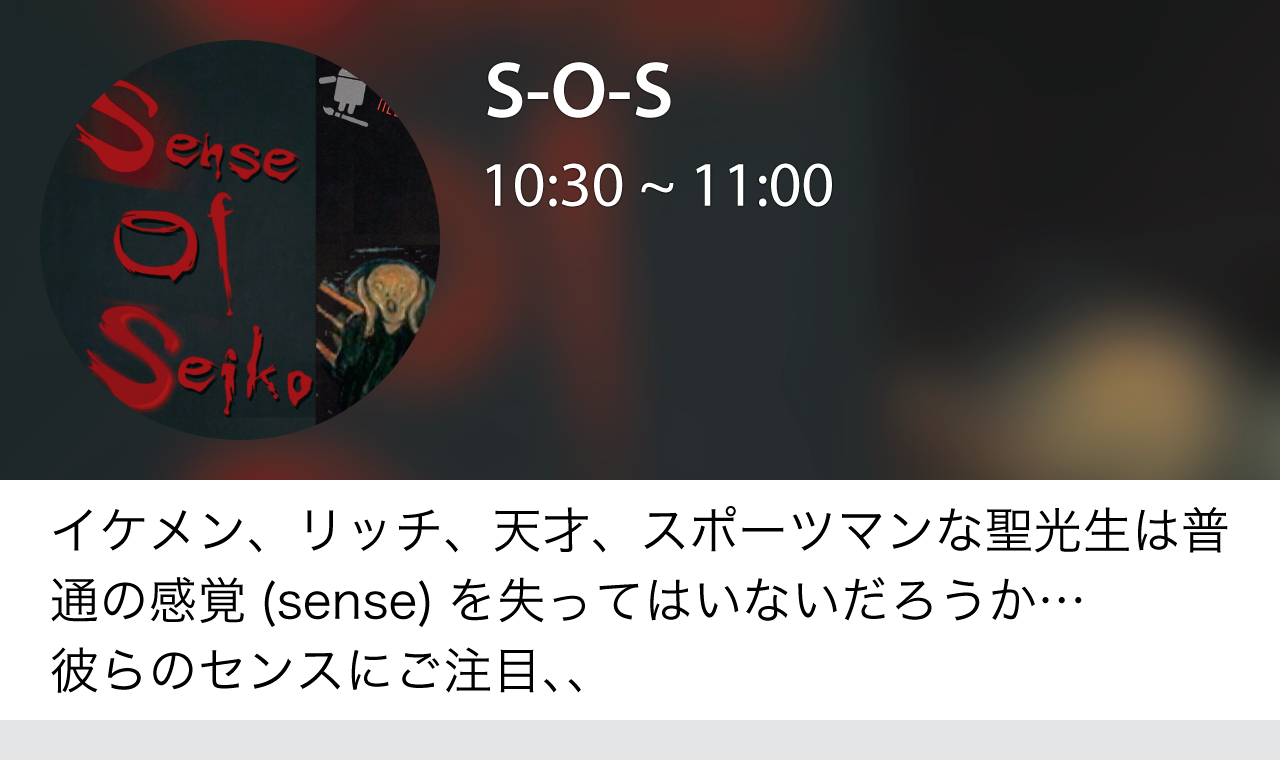 S-O-S
10:30 ~ 11:00
Sense
Of
Seiko
イケメン、リッチ、天才、スポーツマンな聖光生は普
通の感覚 (sense) を失ってはいないだろうか…
彼らのセンスにご注目、、